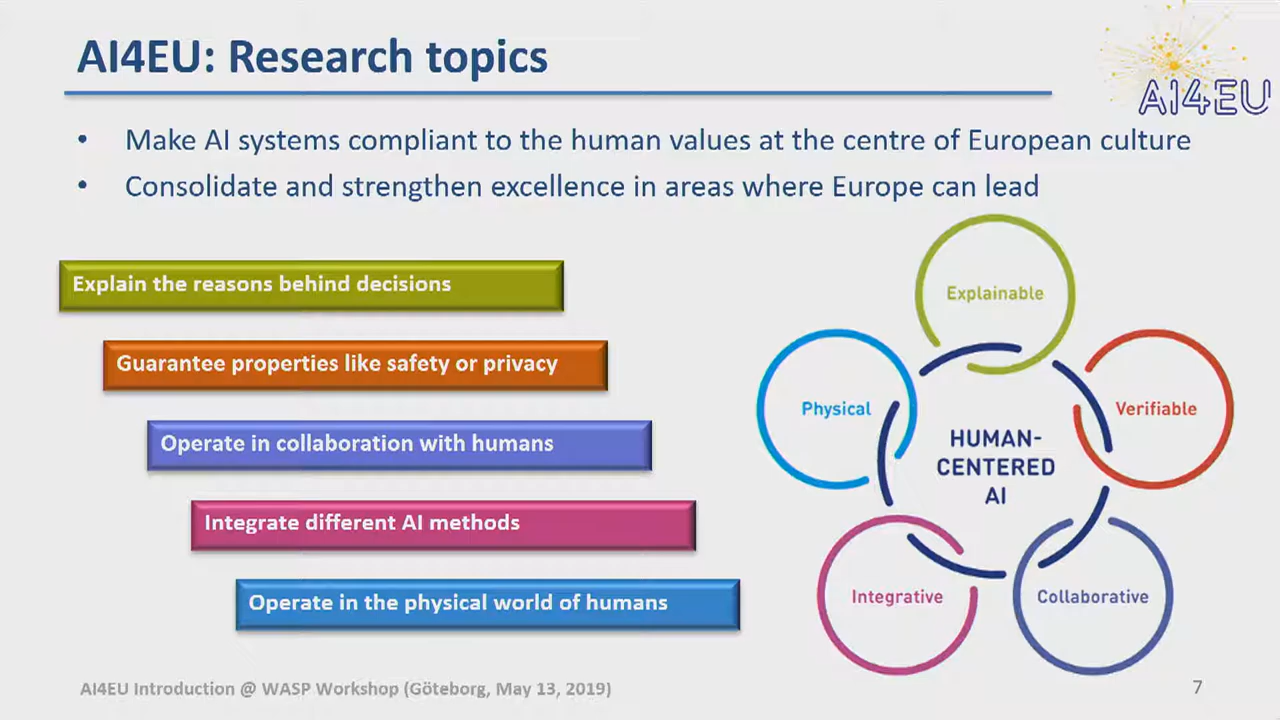 AI4EU: Research topics
AI4EU
• Make AI systems compliant to the human values at the centre of European culture
• Consolidate and strengthen excellence in areas where Europe can lead
Explain the reasons behind decisions
Guarantee properties like safety or privacy
Operate in collaboration with humans
Integrate different AI methods
Operate in the physical world of humans
Explainable
Physical
Verifiable
HUMAN-
CENTERED
AI
Integrative
Collaborative
AI4EU Introduction @ WASP Workshop (Göteborg, May 13, 2019)
7